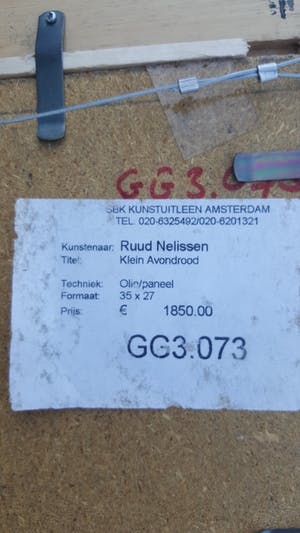 GG3.073
SBK KUNSTUITLEEN AMSTERDAM
TEL. 020-6325492/020-6201321
Kunstenaar: Ruud Nelissen
Titel: Klein Avondrood
Techniek: Olie/paneel
Formaat: 35 x 27
Prijs: € 1850.00
GG3.073